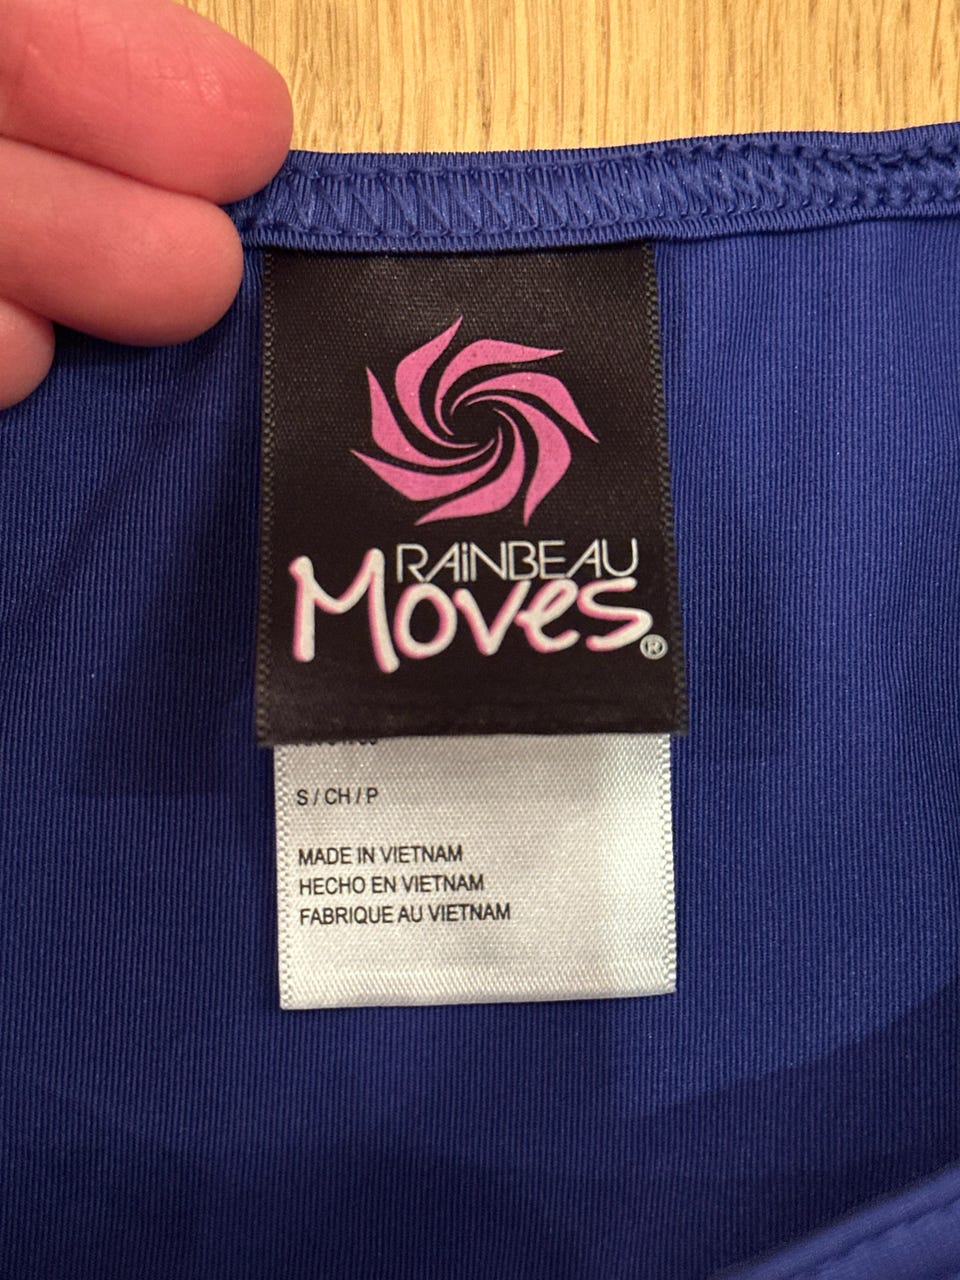 RAiNBEAU
Moves®
S / CH / P
MADE IN VIETNAM
HECHO EN VIETNAM
FABRIQUE AU VIETNAM